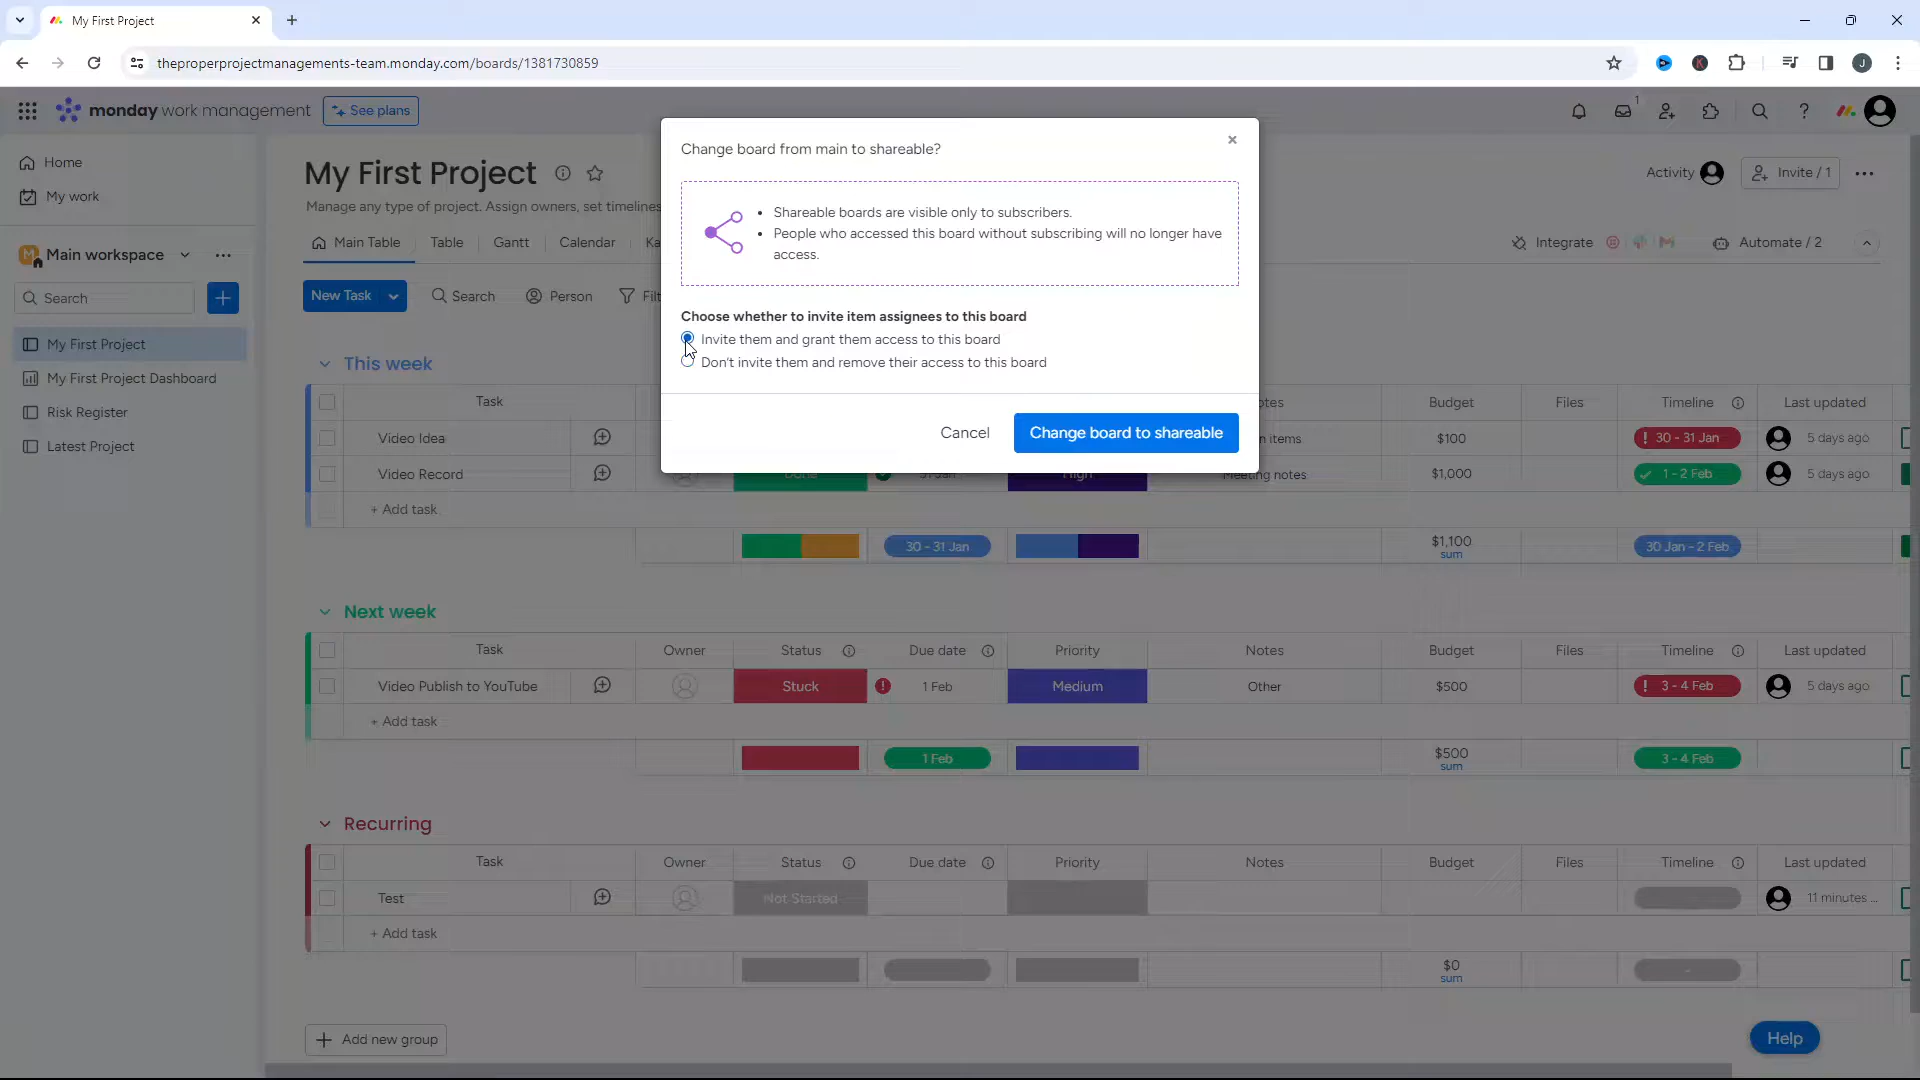 My First Project
theproperprojectmanagements-team.monday.com/boards/1381730859
J
monday work management
See plans
1
Home
My work
M
Main workspace
Search
My First Project
My First Project Dashboard
Risk Register
Latest Project
My First Project
Activity
Invite / 1
Manage any type of project. Assign owners, set timelines
Main Table
Table
Gantt
Calendar
Ka
Integrate
Automate / 2
New Task
Search
Person
Filt
Change board from main to shareable?
• Shareable boards are visible only to subscribers.
• People who accessed this board without subscribing will no longer have
access.
Choose whether to invite item assignees to this board
Invite them and grant them access to this board
Don't invite them and remove their access to this board
Cancel
Change board to shareable
This week
Task
otes
Budget
Files
Timeline
Last updated
Video Idea
n items
$100
! 30 - 31 Jan
5 days ago
Video Record
Done
31 Jan
High
Meeting notes
$1,000
1 - 2 Feb
5 days ago
+ Add task
30 - 31 Jan
$1,100
sum
30 Jan - 2 Feb
Next week
Task
Owner
Status
Due date
Priority
Notes
Budget
Files
Timeline
Last updated
Video Publish to YouTube
Stuck
!
1 Feb
Medium
Other
$500
! 3 - 4 Feb
5 days ago
+ Add task
1 Feb
$500
sum
3 - 4 Feb
Recurring
Task
Owner
Status
Due date
Priority
Notes
Budget
Files
Timeline
Last updated
Test
Not Started
11 minutes ...
+ Add task
$0
sum
-
+ Add new group
Help